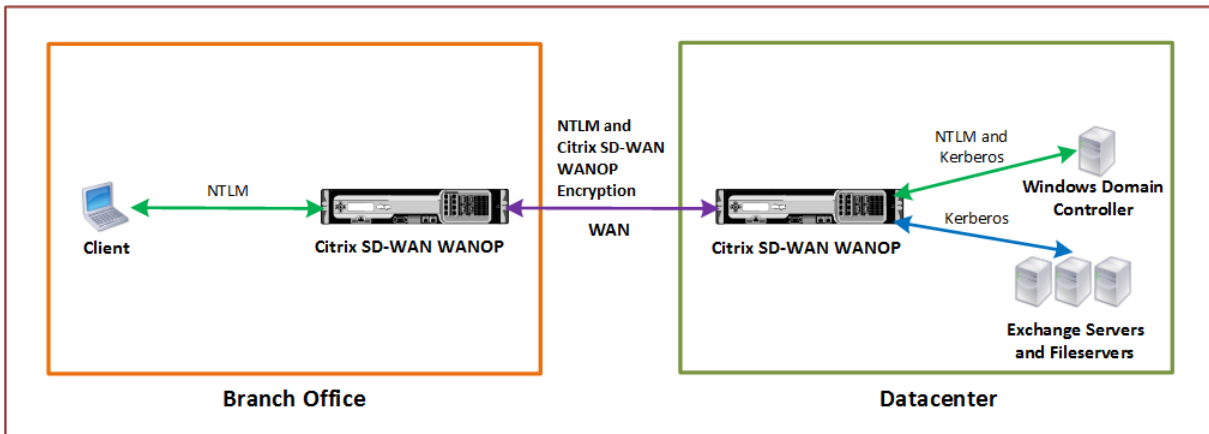 NTLM and
Citrix SD-WAN
WANOP
Encryption
NTLM
WAN
NTLM and
Kerberos
Kerberos
Client
Citrix SD-WAN WANOP
Citrix SD-WAN WANOP
Windows Domain
Controller
Exchange Servers
and Fileservers
Branch Office
Datacenter